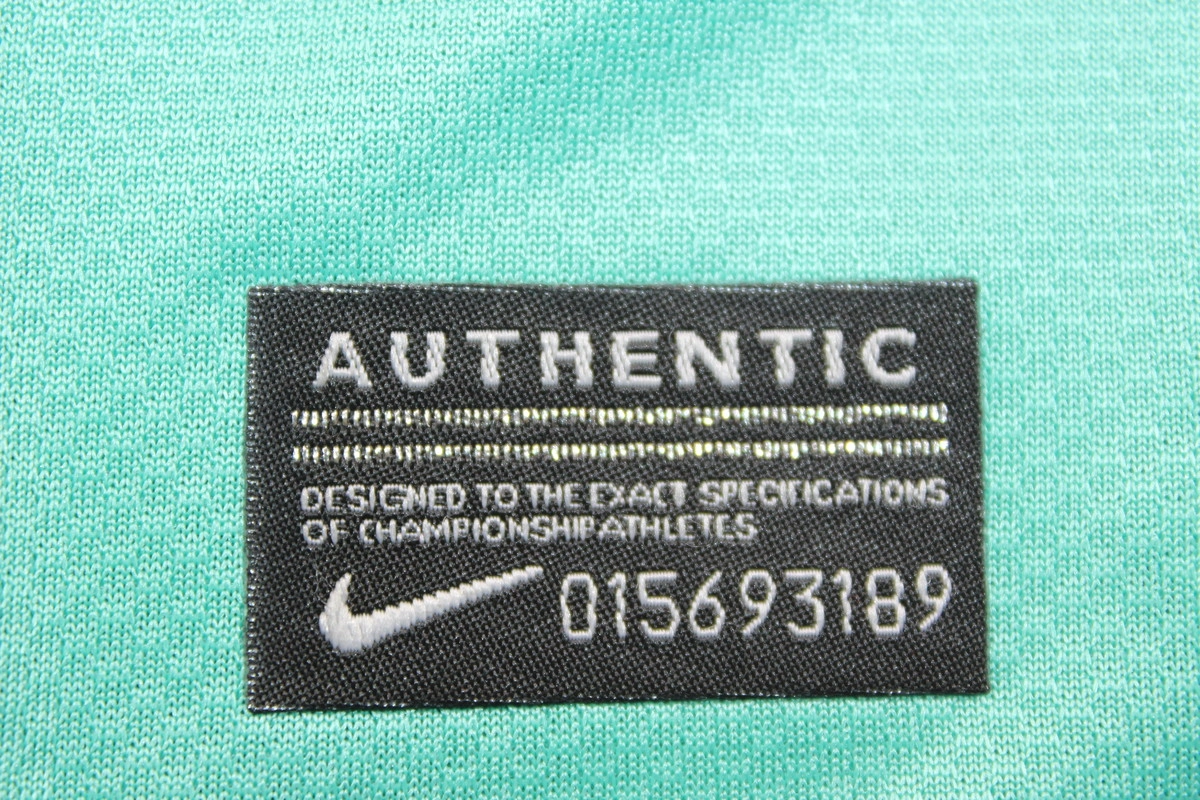 AUTHENTIC
DESIGNED TO THE EXACT SPECIFICATIONS
OF CHAMPIONSHIP ATHLETES
015693189